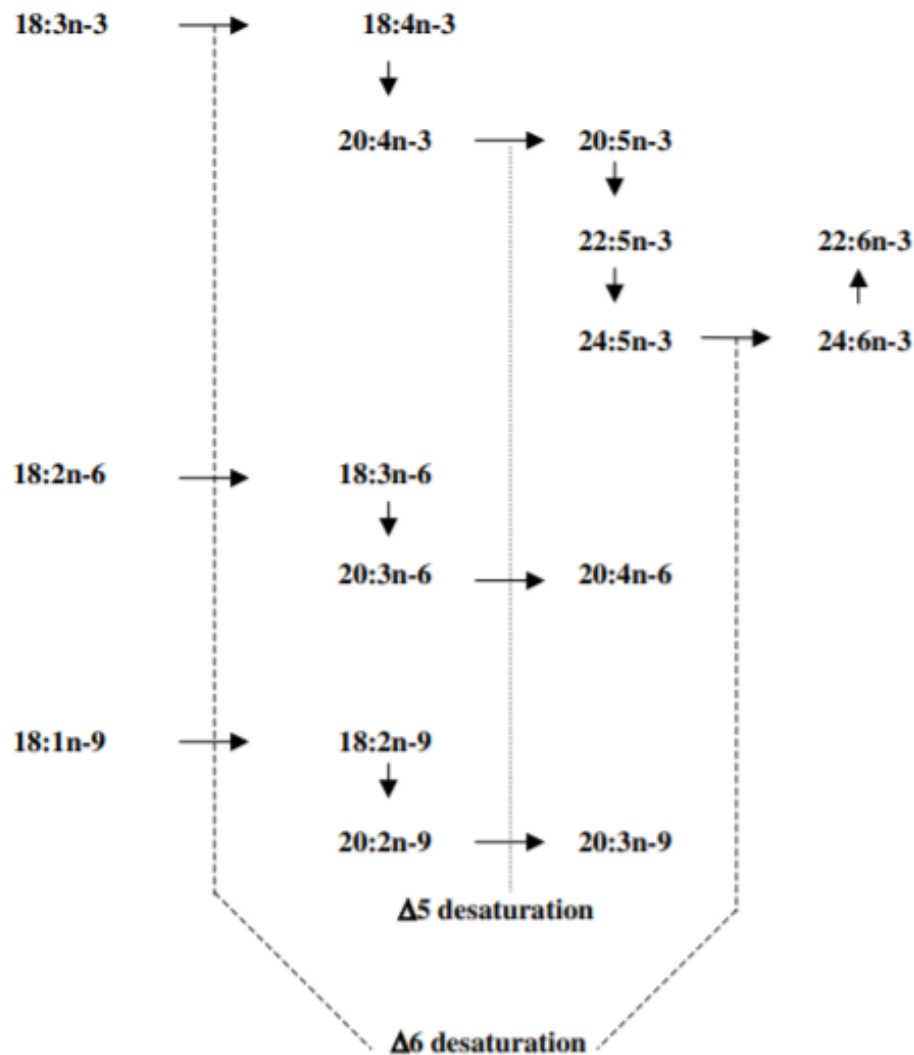 18:3n-3 18:4n-3
20:4n-3 20:5n-3
22:5n-3 22:6n-3
24:5n-3 24:6n-3
18:2n-6 18:3n-6
20:3n-6 20:4n-6
18:1n-9 18:2n-9
20:2n-9 20:3n-9
Δ5 desaturation
Δ6 desaturation